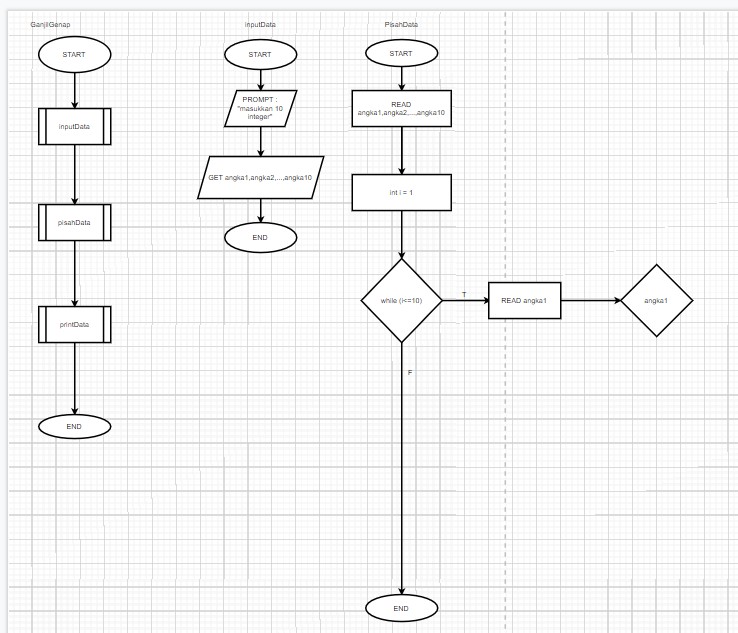 GanjilGenap
START
inputData
pisahData
printData
END
inputData
START
PROMPT :
"masukkan 10
integer"
GET angka1,angka2,...,angka10
END
PisahData
START
READ
angka1,angka2,...,angka10
int i = 1
while (i<=10)
T
READ angka1
angka1
F
END